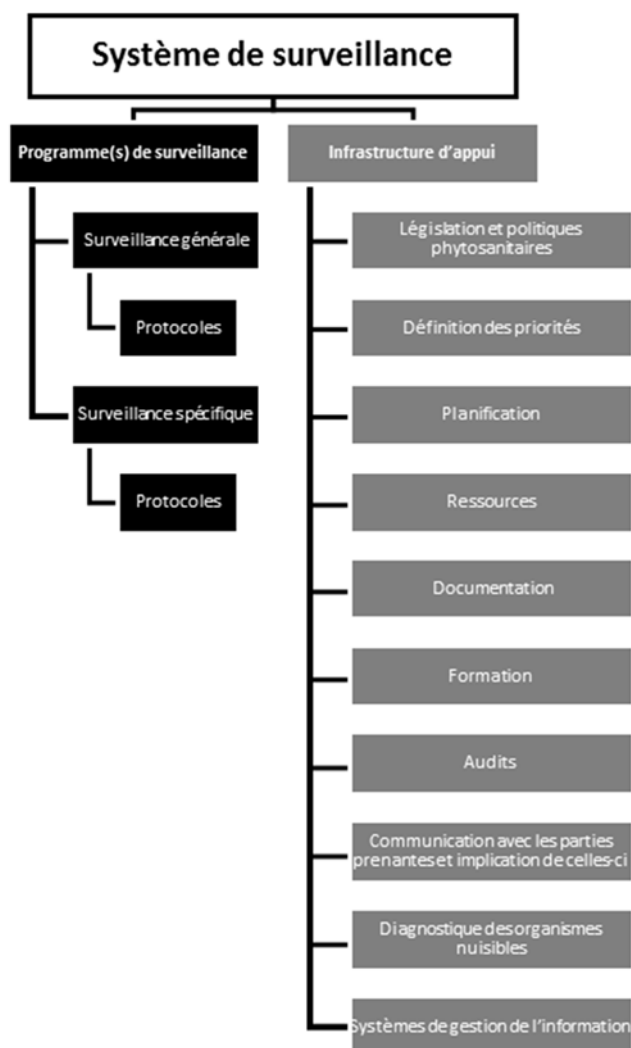 Système de surveillance
Programme(s) de surveillance
Surveillance générale
Protocoles
Surveillance spécifique
Protocoles
Infrastructure d'appui
Législation et politiques
phytosanitaires
Définition des priorités
Planification
Ressources
Documentation
Formation
Audits
Communication avec les parties
prenantes et implication de celles-ci
Diagnostique des organismes
nuisibles
Systèmes de gestion de l'information